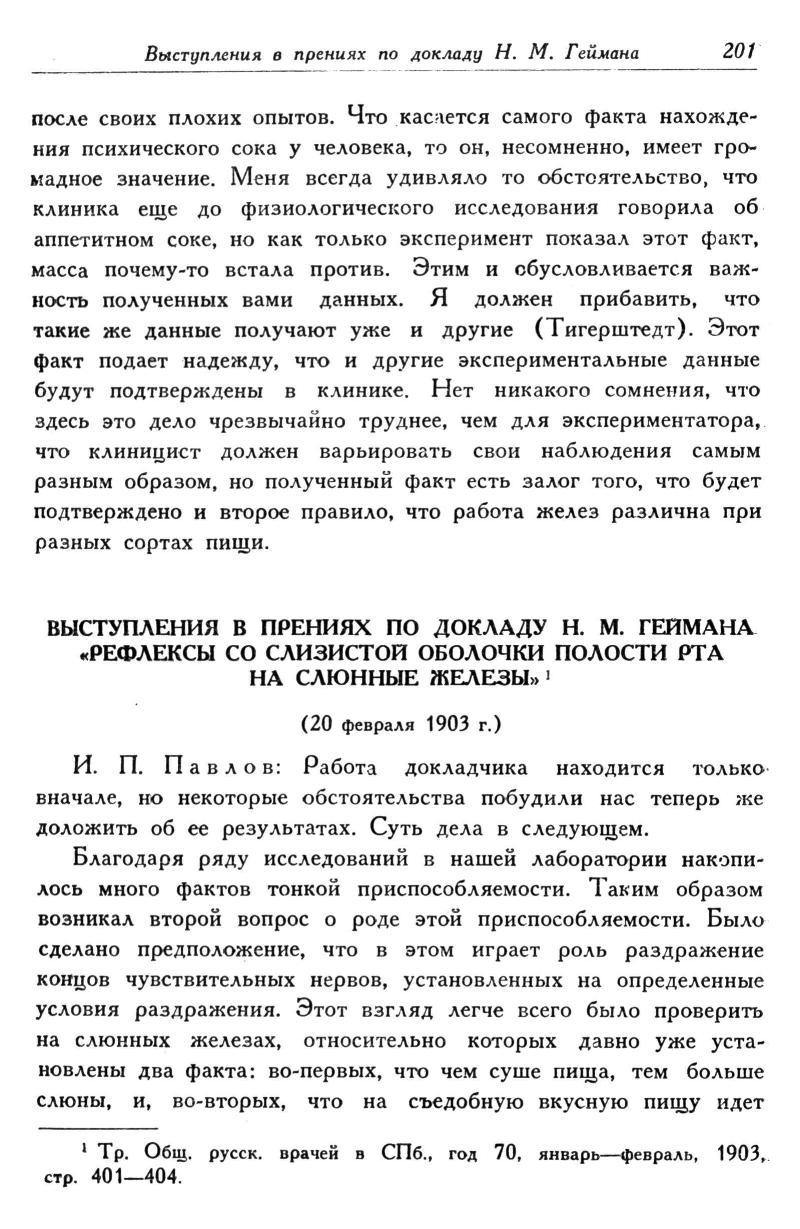 Выступления в прениях по докладу Н. М. Геймана 201
после своих плохих опытов. Что касается самого факта нахожде-
ния психического сока у человека, то он, несомненно, имеет гро-
мадное значение. Меня всегда удивляло то обстоятельство, что
клиника еще до физиологического исследования говорила об
аппетитном соке, но как только эксперимент показал этот факт,
масса почему-то встала против. Этим и обусловливается важ-
ность полученных вами данных. Я должен прибавить, что
такие же данные получают уже и другие (Тигерштедт). Этот
факт подает надежду, что и другие экспериментальные данные
будут подтверждены в клинике. Нет никакого сомнения, что
здесь это дело чрезвычайно труднее, чем для экспериментатора,
что клиницист должен варьировать свои наблюдения самым
разным образом, но полученный факт есть залог того, что будет
подтверждено и второе правило, что работа желез различна при
разных сортах пищи.
ВЫСТУПЛЕНИЯ В ПРЕНИЯХ ПО ДОКЛАДУ Н. М. ГЕЙМАНА
«РЕФЛЕКСЫ СО СЛИЗИСТОЙ ОБОЛОЧКИ ПОЛОСТИ РТА
НА СЛЮННЫЕ ЖЕЛЕЗЫ» ¹
(20 февраля 1903 г.)
И. П. Павлов: Работа докладчика находится только
вначале, но некоторые обстоятельства побудили нас теперь же
доложить об ее результатах. Суть дела в следующем.
Благодаря ряду исследований в нашей лаборатории накопи-
лось много фактов тонкой приспособляемости. Таким образом
возникал второй вопрос о роде этой приспособляемости. Было
сделано предположение, что в этом играет роль раздражение
концов чувствительных нервов, установленных на определенные
условия раздражения. Этот взгляд легче всего было проверить
на слюнных железах, относительно которых давно уже уста-
новлены два факта: во-первых, что чем суше пища, тем больше
слюны, и, во-вторых, что на съедобную вкусную пищу идет
¹ Тр. Общ. русск. врачей в СПб., год 70, январь—февраль, 1903,
стр. 401—404.